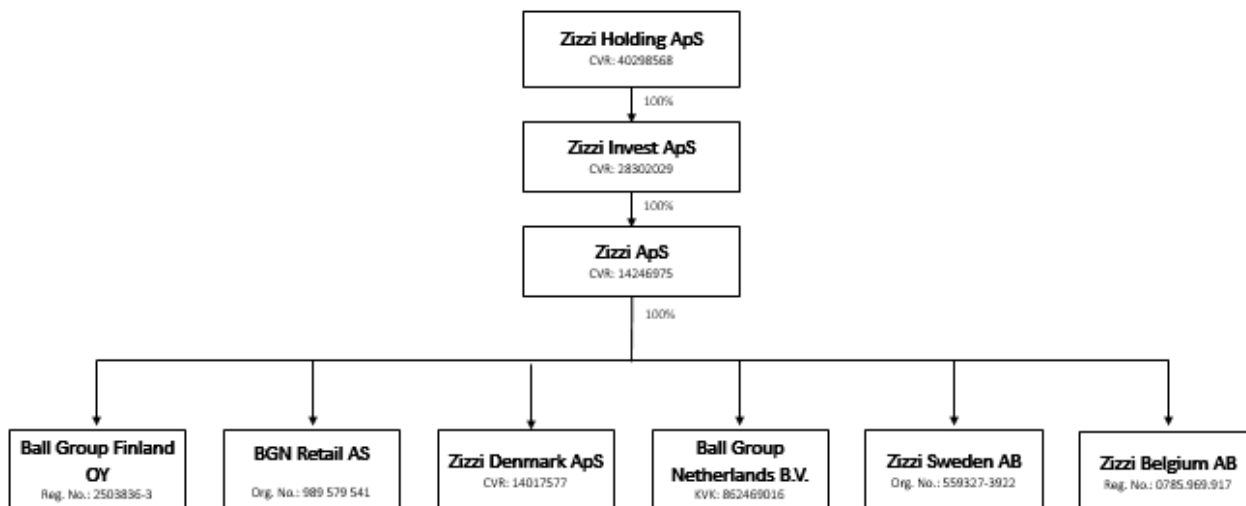 Zizzi Holding ApS
CVR: 40298568
100%
Zizzi Invest ApS
CVR: 28302029
100%
Zizzi ApS
CVR: 14246975
100%
Ball Group Finland
OY
Reg. No.: 2503836-3
BGN Retail AS
Org. No.: 989 579 541
Zizzi Denmark ApS
CVR: 14017577
Ball Group
Netherlands B.V.
KVK: 862469016
Zizzi Sweden AB
Org. No.: 559327-3922
Zizzi Belgium AB
Reg. No.: 0785.969.917